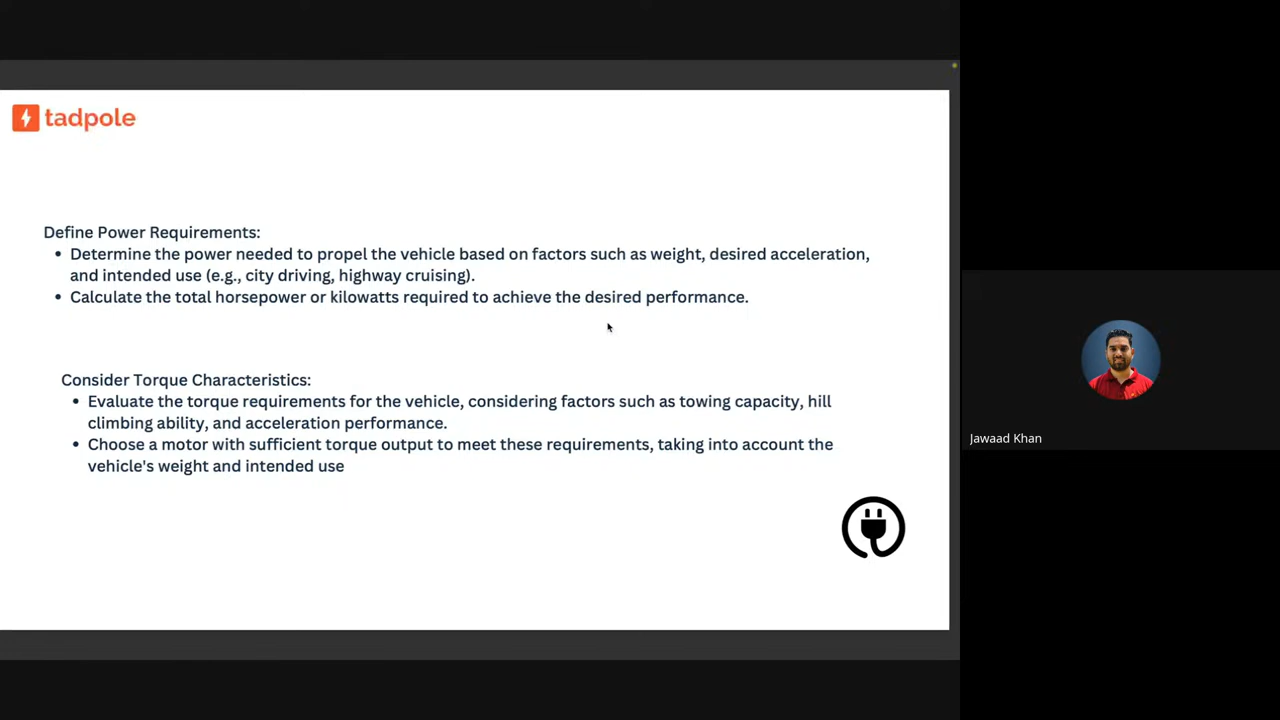 tadpole
Define Power Requirements:
• Determine the power needed to propel the vehicle based on factors such as weight, desired acceleration,
and intended use (e.g., city driving, highway cruising).
• Calculate the total horsepower or kilowatts required to achieve the desired performance.
Consider Torque Characteristics:
• Evaluate the torque requirements for the vehicle, considering factors such as towing capacity, hill
climbing ability, and acceleration performance.
• Choose a motor with sufficient torque output to meet these requirements, taking into account the
vehicle's weight and intended use
Jawaad Khan